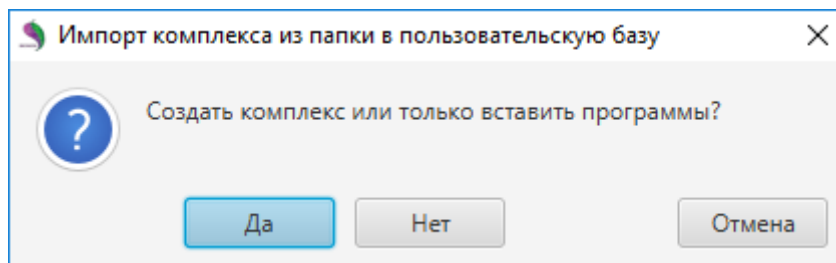 Импорт комплекса из папки в пользовательскую базу
Создать комплекс или только вставить программы?
Да Нет Отмена